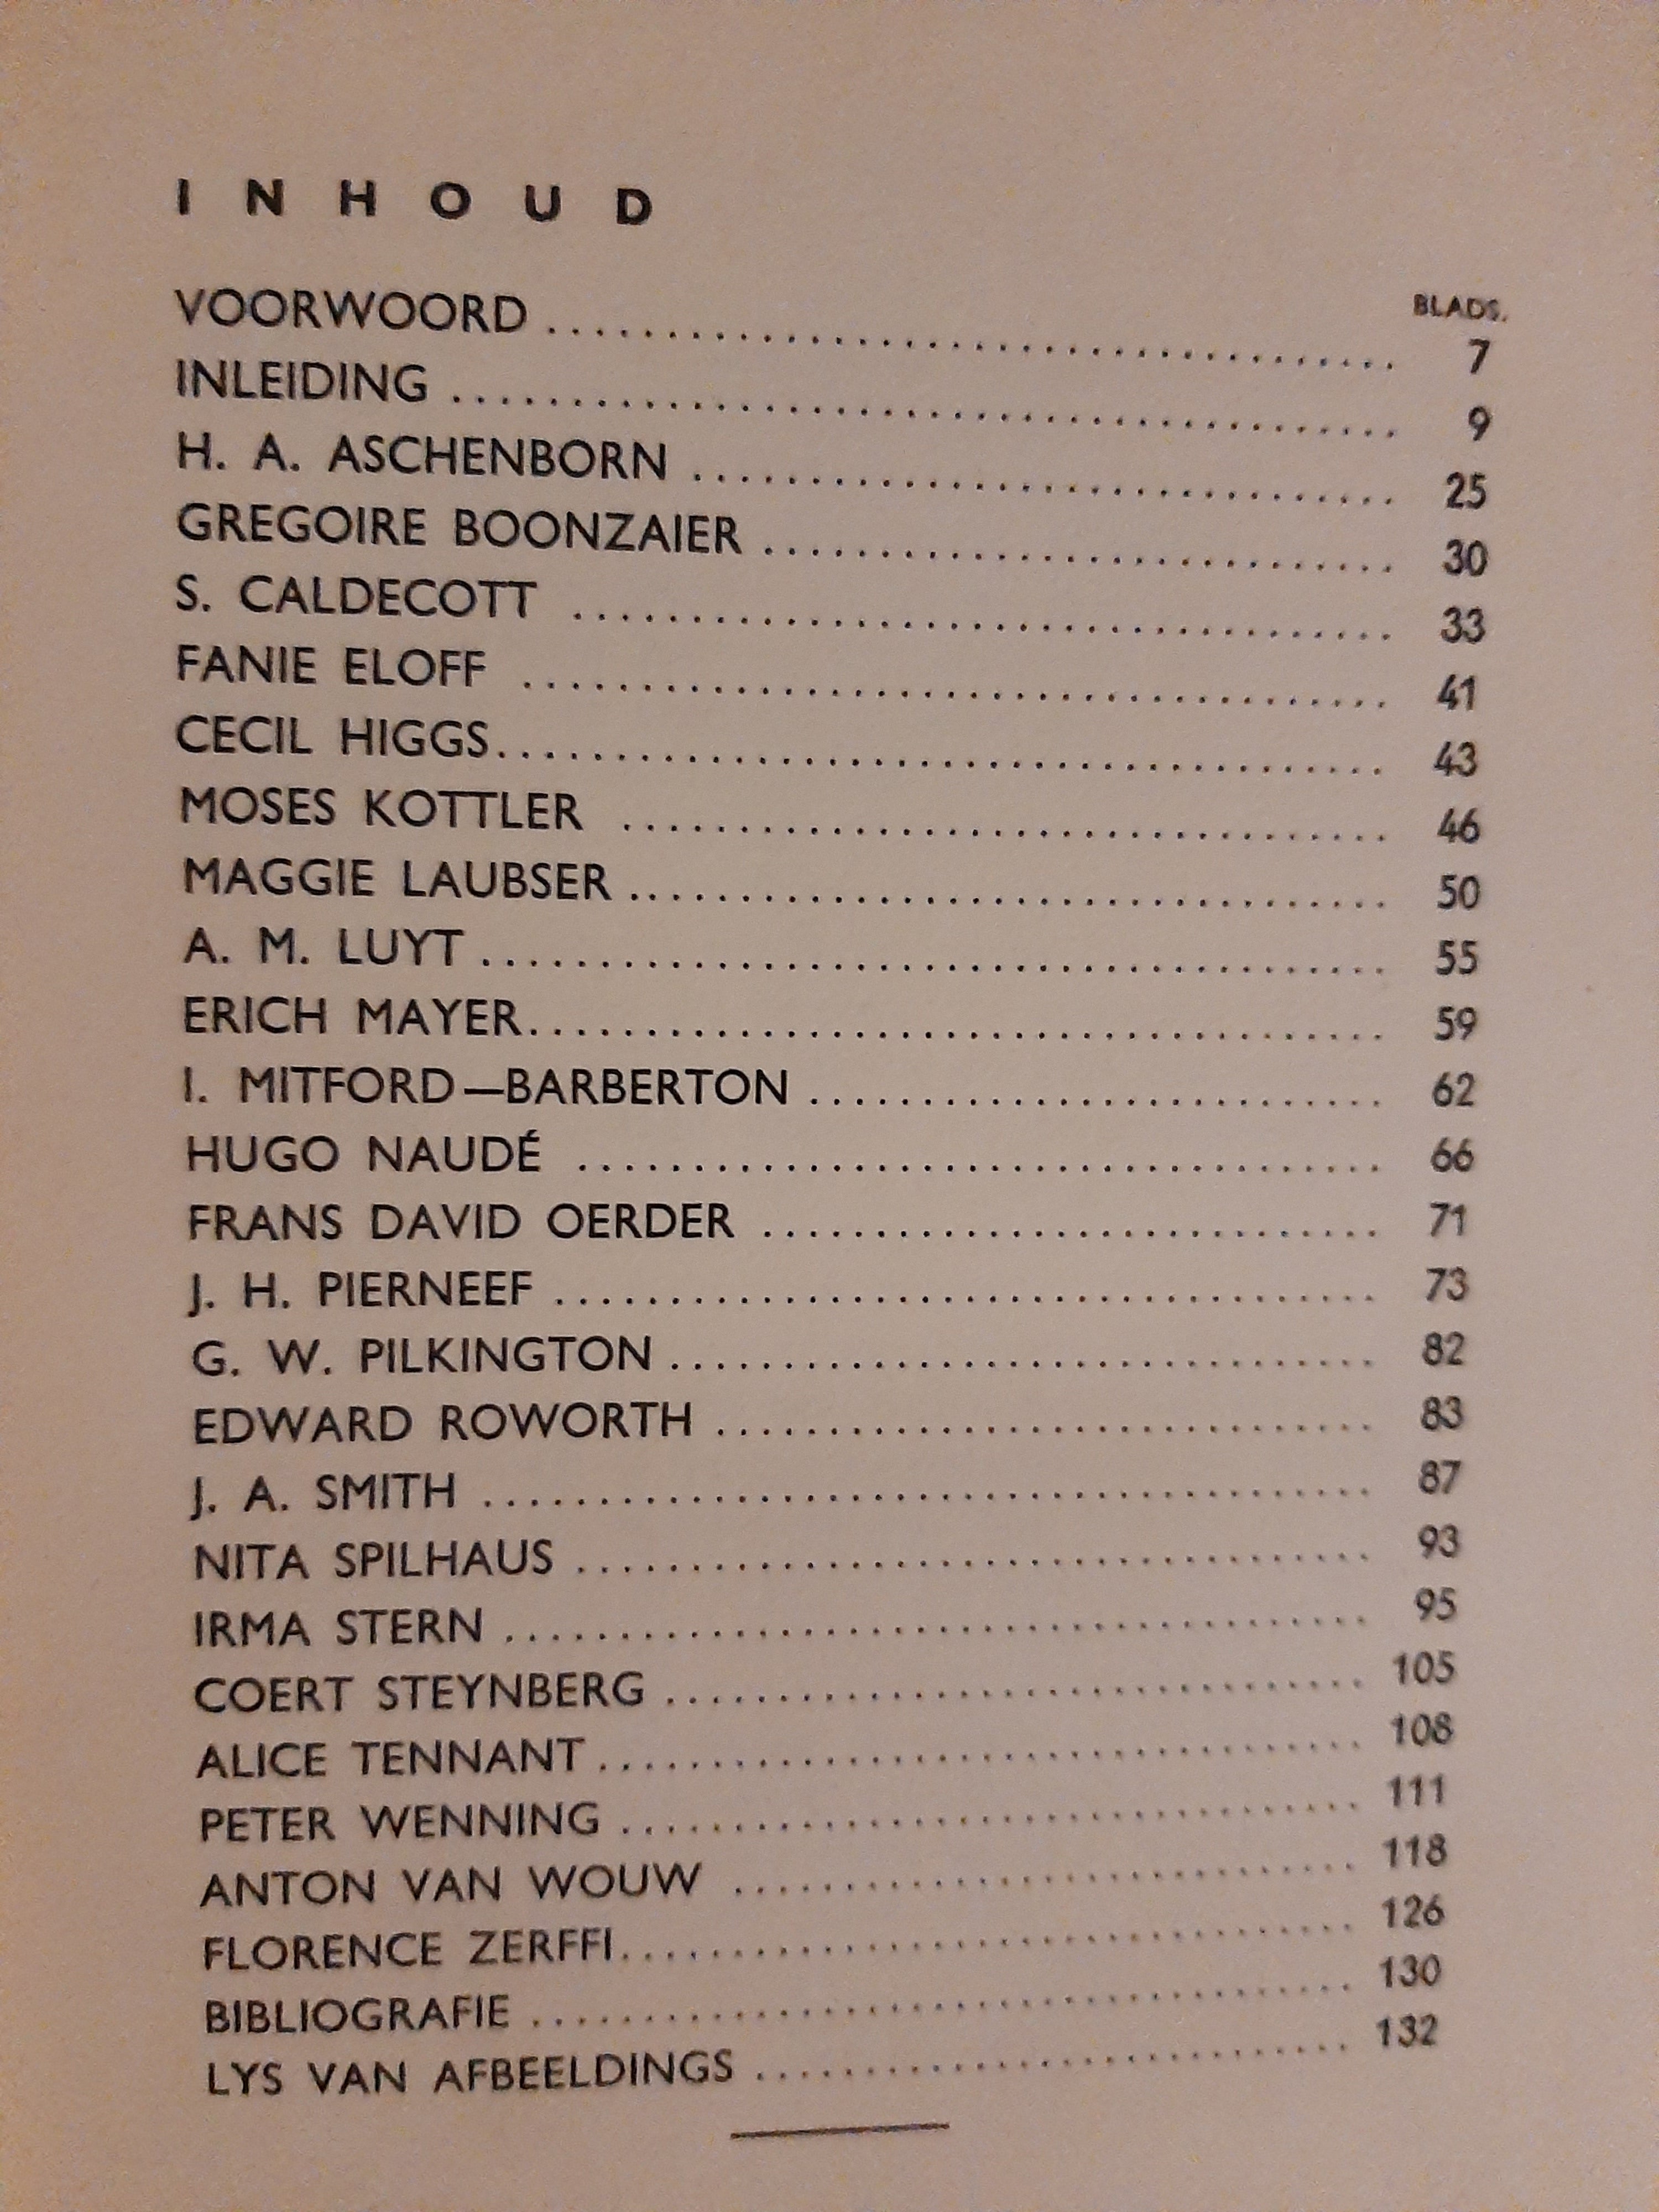 INHOUD
BLADS.
VOORWOORD ........ 7
INLEIDING ........ 9
H. A. ASCHENBORN ........ 25
GREGOIRE BOONZAIER ........ 30
S. CALDECOTT ........ 33
FANIE ELOFF ........ 41
CECIL HIGGS ........ 43
MOSES KOTTLER ........ 46
MAGGIE LAUBSER ........ 50
A. M. LUYT ........ 55
ERICH MAYER ........ 59
I. MITFORD—BARBERTON ........ 62
HUGO NAUDÉ ........ 66
FRANS DAVID OERDER ........ 71
J. H. PIERNEEF ........ 73
G. W. PILKINGTON ........ 82
EDWARD ROWORTH ........ 83
J. A. SMITH ........ 87
NITA SPILHAUS ........ 93
IRMA STERN ........ 95
COERT STEYNBERG ........ 105
ALICE TENNANT ........ 108
PETER WENNING ........ 111
ANTON VAN WOUW ........ 118
FLORENCE ZERFFI ........ 126
BIBLIOGRAFIE ........ 130
LYS VAN AFBEELDINGS ........ 132